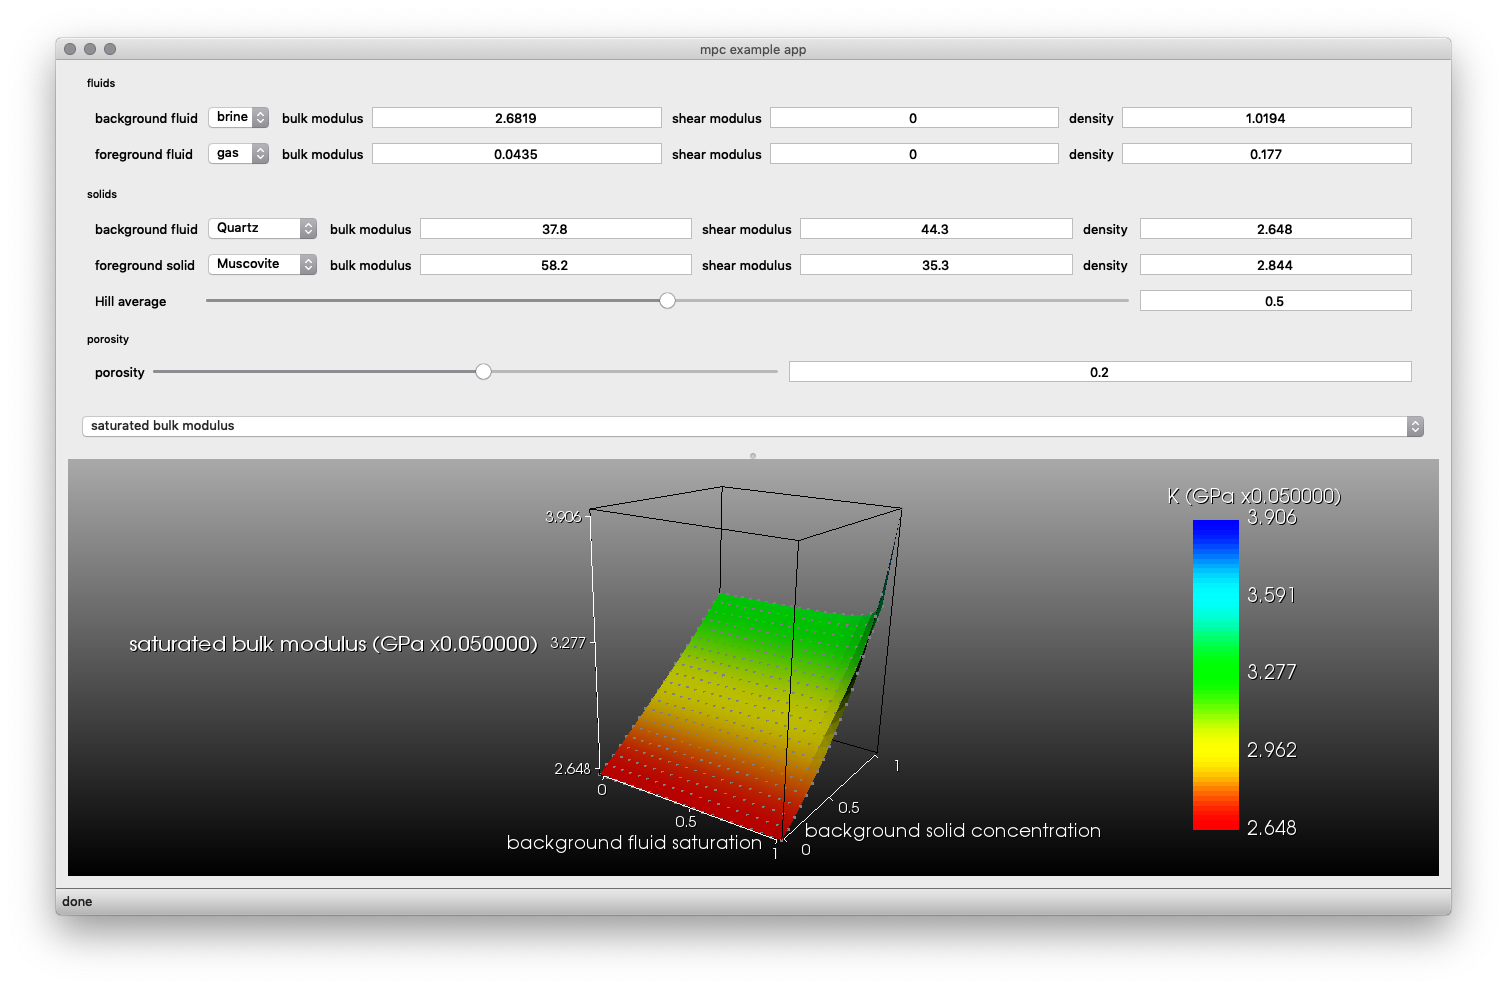 mpc example app
fluids
background fluid brine bulk modulus 2.6819 shear modulus 0 density 1.0194
foreground fluid gas bulk modulus 0.0435 shear modulus 0 density 0.177
solids
background fluid Quartz bulk modulus 37.8 shear modulus 44.3 density 2.648
foreground solid Muscovite bulk modulus 58.2 shear modulus 35.3 density 2.844
Hill average 0.5
porosity
porosity 0.2
saturated bulk modulus
K (GPa x0.050000)
3.906 3.906
3.591
saturated bulk modulus (GPa x0.050000) 3.277 3.277
2.962
2.648 1
0 0.5
0.5 2.648
background fluid saturation background solid concentration
1 0
done